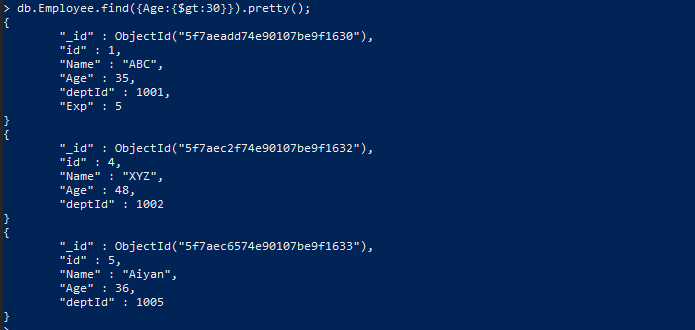 > db.Employee.find({Age:{$gt:30}}).pretty();
{
"_id" : ObjectId("5f7aeadd74e90107be9f1630"),
"id" : 1,
"Name" : "ABC",
"Age" : 35,
"deptId" : 1001,
"Exp" : 5
}
{
"_id" : ObjectId("5f7aec2f74e90107be9f1632"),
"id" : 4,
"Name" : "XYZ",
"Age" : 48,
"deptId" : 1002
}
{
"_id" : ObjectId("5f7aec6574e90107be9f1633"),
"id" : 5,
"Name" : "Aiyan",
"Age" : 36,
"deptId" : 1005
}
>